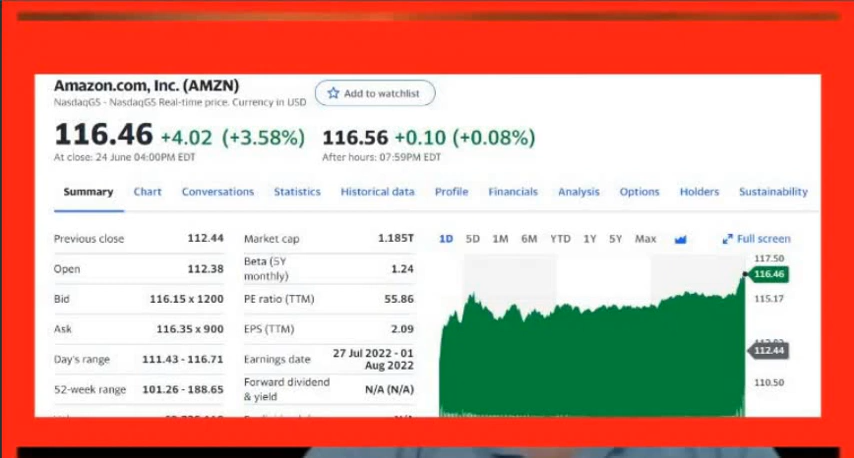 Amazon.com, Inc. (AMZN)
Add to watchlist
NasdaqGS - NasdaqGS Real-time price. Currency in USD
116.46 +4.02 (+3.58%) 116.56 +0.10 (+0.08%)
At close: 24 June 04:00PM EDT After hours: 07:59PM EDT
Summary Chart Conversations Statistics Historical data Profile Financials Analysis Options Holders Sustainability
Previous close 112.44
Open 112.38
Bid 116.15 x 1200
Ask 116.35 x 900
Day's range 111.43 - 116.71
52-week range 101.26 - 188.65
Market cap 1.185T
Beta (5Y
monthly) 1.24
PE ratio (TTM) 55.86
EPS (TTM) 2.09
Earnings date 27 Jul 2022 - 01
Aug 2022
Forward dividend
& yield N/A (N/A)
1D 5D 1M 6M YTD 1Y 5Y Max Full screen
117.50
116.46
115.17
112.44
110.50